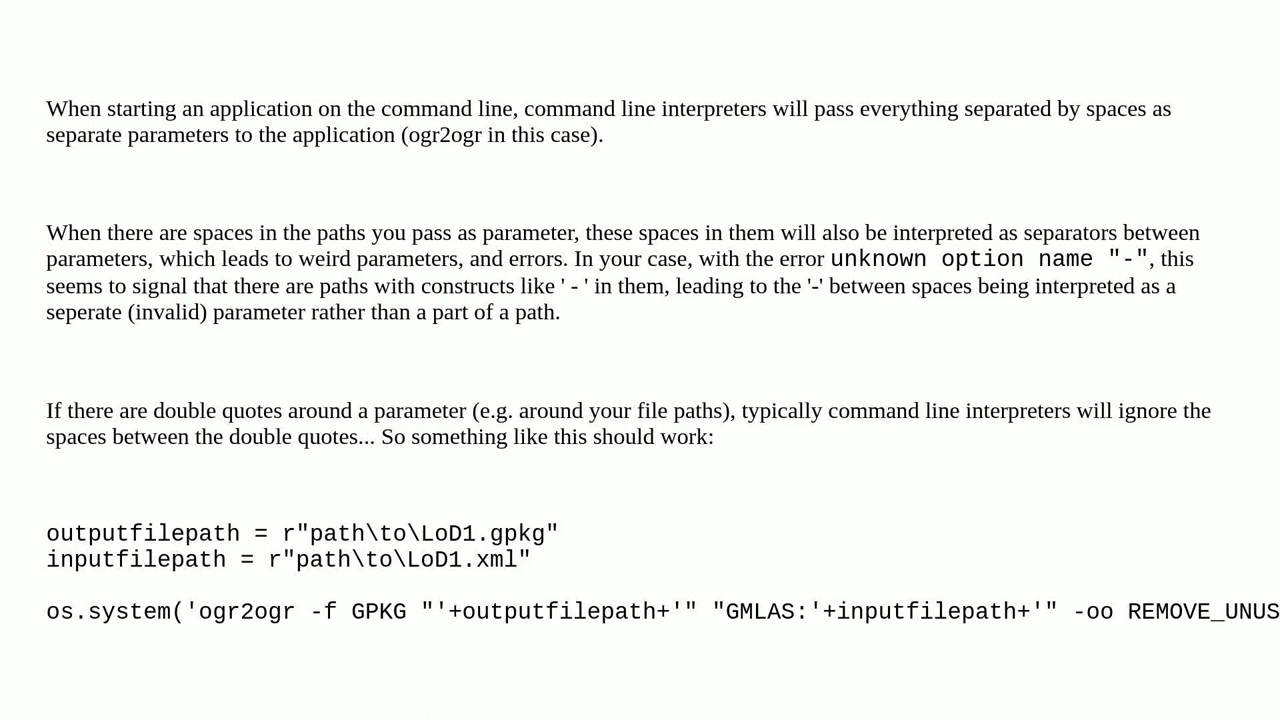 When starting an application on the command line, command line interpreters will pass everything separated by spaces as
separate parameters to the application (ogr2ogr in this case).
When there are spaces in the paths you pass as parameter, these spaces in them will also be interpreted as separators between
parameters, which leads to weird parameters, and errors. In your case, with the error unknown option name "-", this
seems to signal that there are paths with constructs like ' - ' in them, leading to the '-' between spaces being interpreted as a
seperate (invalid) parameter rather than a part of a path.
If there are double quotes around a parameter (e.g. around your file paths), typically command line interpreters will ignore the
spaces between the double quotes... So something like this should work:
outputfilepath = r"path\to\LoD1.gpkg"
inputfilepath = r"path\to\LoD1.xml"
os.system('ogr2ogr -f GPKG "'+outputfilepath+'" "GMLAS:'+inputfilepath+'" -oo REMOVE_UNUS